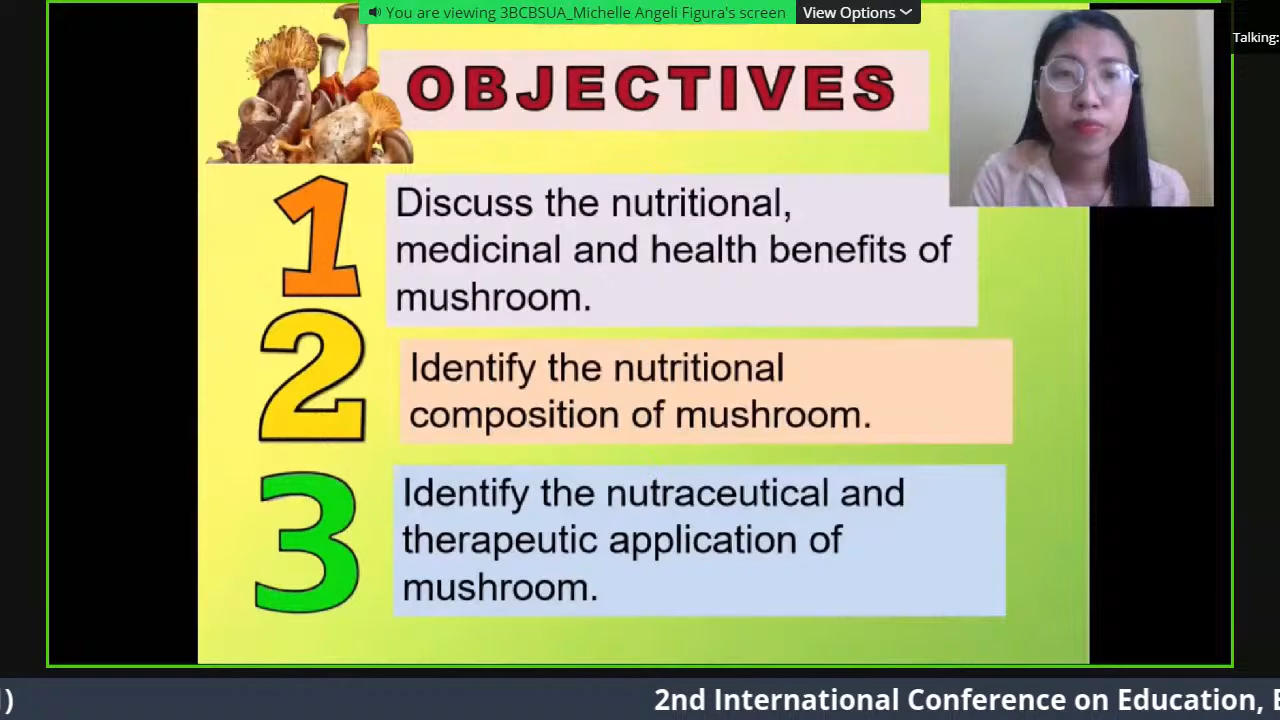 You are viewing 3BCBSUA_Michelle Angeli Figura's screen
View Options
Talking:
OBJECTIVES
1
Discuss the nutritional,
medicinal and health benefits of
mushroom.
2
Identify the nutritional
composition of mushroom.
3
Identify the nutraceutical and
therapeutic application of
mushroom.
2nd International Conference on Education, E